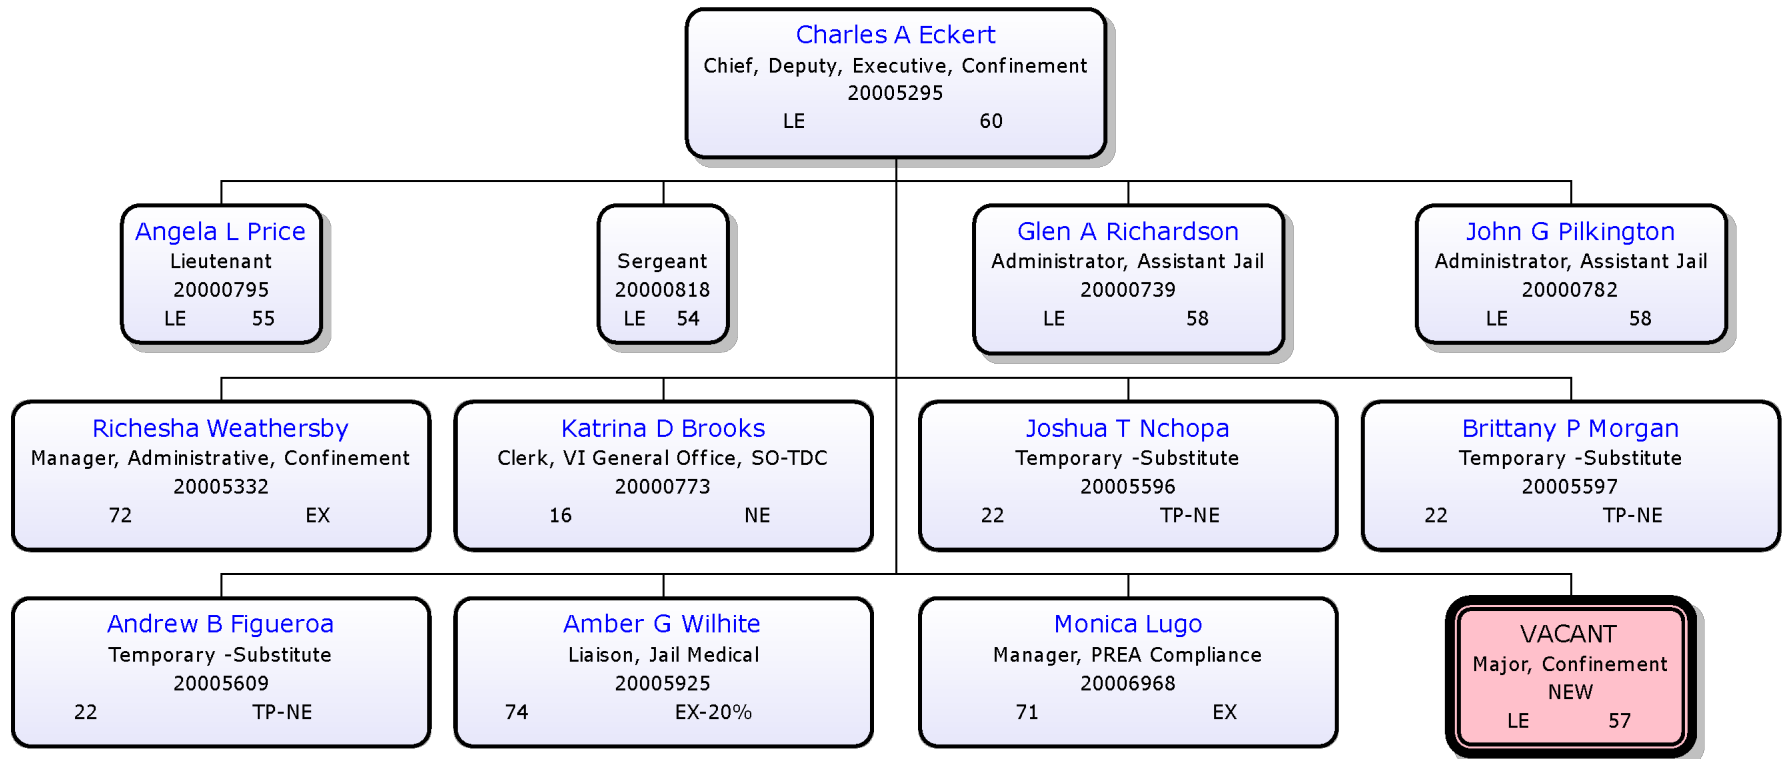 Charles A Eckert
Chief, Deputy, Executive, Confinement
20005295
LE 60
Angela L Price
Lieutenant
20000795
LE 55
Sergeant
20000818
LE 54
Glen A Richardson
Administrator, Assistant Jail
20000739
LE 58
John G Pilkington
Administrator, Assistant Jail
20000782
LE 58
Richesha Weathersby
Manager, Administrative, Confinement
20005332
72 EX
Katrina D Brooks
Clerk, VI General Office, SO-TDC
20000773
16 NE
Joshua T Nchopa
Temporary -Substitute
20005596
22 TP-NE
Brittany P Morgan
Temporary -Substitute
20005597
22 TP-NE
Andrew B Figueroa
Temporary -Substitute
20005609
22 TP-NE
Amber G Wilhite
Liaison, Jail Medical
20005925
74 EX-20%
Monica Lugo
Manager, PREA Compliance
20006968
71 EX
VACANT
Major, Confinement
NEW
LE 57